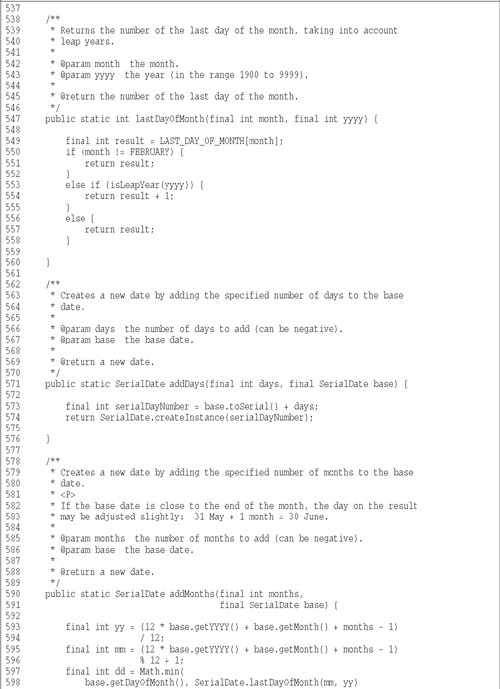 537
538 /**
539 * Returns the number of the last day of the month, taking into account
540 * leap years.
541 *
542 * @param month the month.
543 * @param yyyy the year (in the range 1900 to 9999).
544 *
545 * @return the number of the last day of the month.
546 */
547 public static int lastDayOfMonth(final int month, final int yyyy) {
548
549 final int result = LAST_DAY_OF_MONTH[month];
550 if (month != FEBRUARY) {
551 return result;
552 }
553 else if (isLeapYear(yyyy)) {
554 return result + 1;
555 }
556 else {
557 return result;
558 }
559
560 }
561
562 /**
563 * Creates a new date by adding the specified number of days to the base
564 * date.
565 *
566 * @param days the number of days to add (can be negative).
567 * @param base the base date.
568 *
569 * @return a new date.
570 */
571 public static SerialDate addDays(final int days, final SerialDate base) {
572
573 final int serialDayNumber = base.toSerial() + days;
574 return SerialDate.createInstance(serialDayNumber);
575
576 }
577
578 /**
579 * Creates a new date by adding the specified number of months to the base
580 * date.
581 * <P>
582 * If the base date is close to the end of the month, the day on the result
583 * may be adjusted slightly: 31 May + 1 month = 30 June.
584 *
585 * @param months the number of months to add (can be negative).
586 * @param base the base date.
587 *
588 * @return a new date.
589 */
590 public static SerialDate addMonths(final int months,
591 final SerialDate base) {
592
593 final int yy = (12 * base.getYYYY() + base.getMonth() + months - 1)
594 / 12;
595 final int mm = (12 * base.getYYYY() + base.getMonth() + months - 1)
596 % 12 + 1;
597 final int dd = Math.min(
598 base.getDayOfMonth(), SerialDate.lastDayOfMonth(mm, yy)